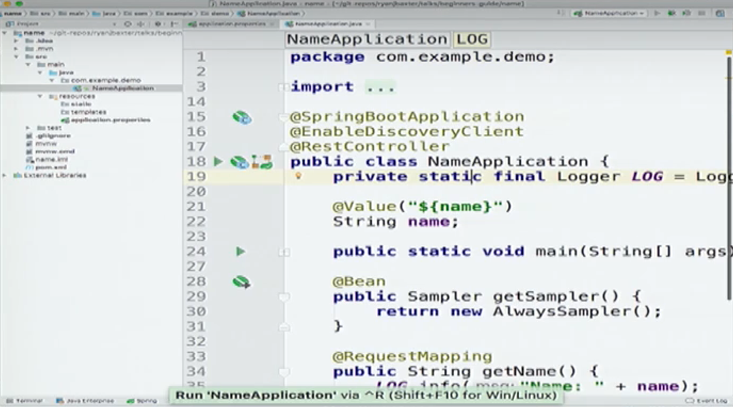 NameApplication.java - name - [~/git-repos/ryanjbaxter/talks/beginners-guide/name]
name src main java com example demo NameApplication NameApplication
Project application.properties NameApplication.java
name ~/git-repos/ryanjbaxter/talks/beginn
.idea
.mvn
src
main
java
com.example.demo
NameApplication
resources
static
templates
application.properties
test
.gitignore
mvnw
mvnw.cmd
name.iml
pom.xml
External Libraries
NameApplication LOG
1 package com.example.demo;
2
3 import ...
14
15 @SpringBootApplication
16 @EnableDiscoveryClient
17 @RestController
18 public class NameApplication {
19 private static final Logger LOG = Logg
20
21 @Value("${name}")
22 String name;
23
24 public static void main(String[] args)
27
28 @Bean
29 public Sampler getSampler() {
30 return new AlwaysSampler();
31 }
32
33 @RequestMapping
34 public String getName() {
35 LOG.info( msg: "Name: " + name);
Run 'NameApplication' via ^R (Shift+F10 for Win/Linux)
Terminal Java Enterprise Spring Event Log